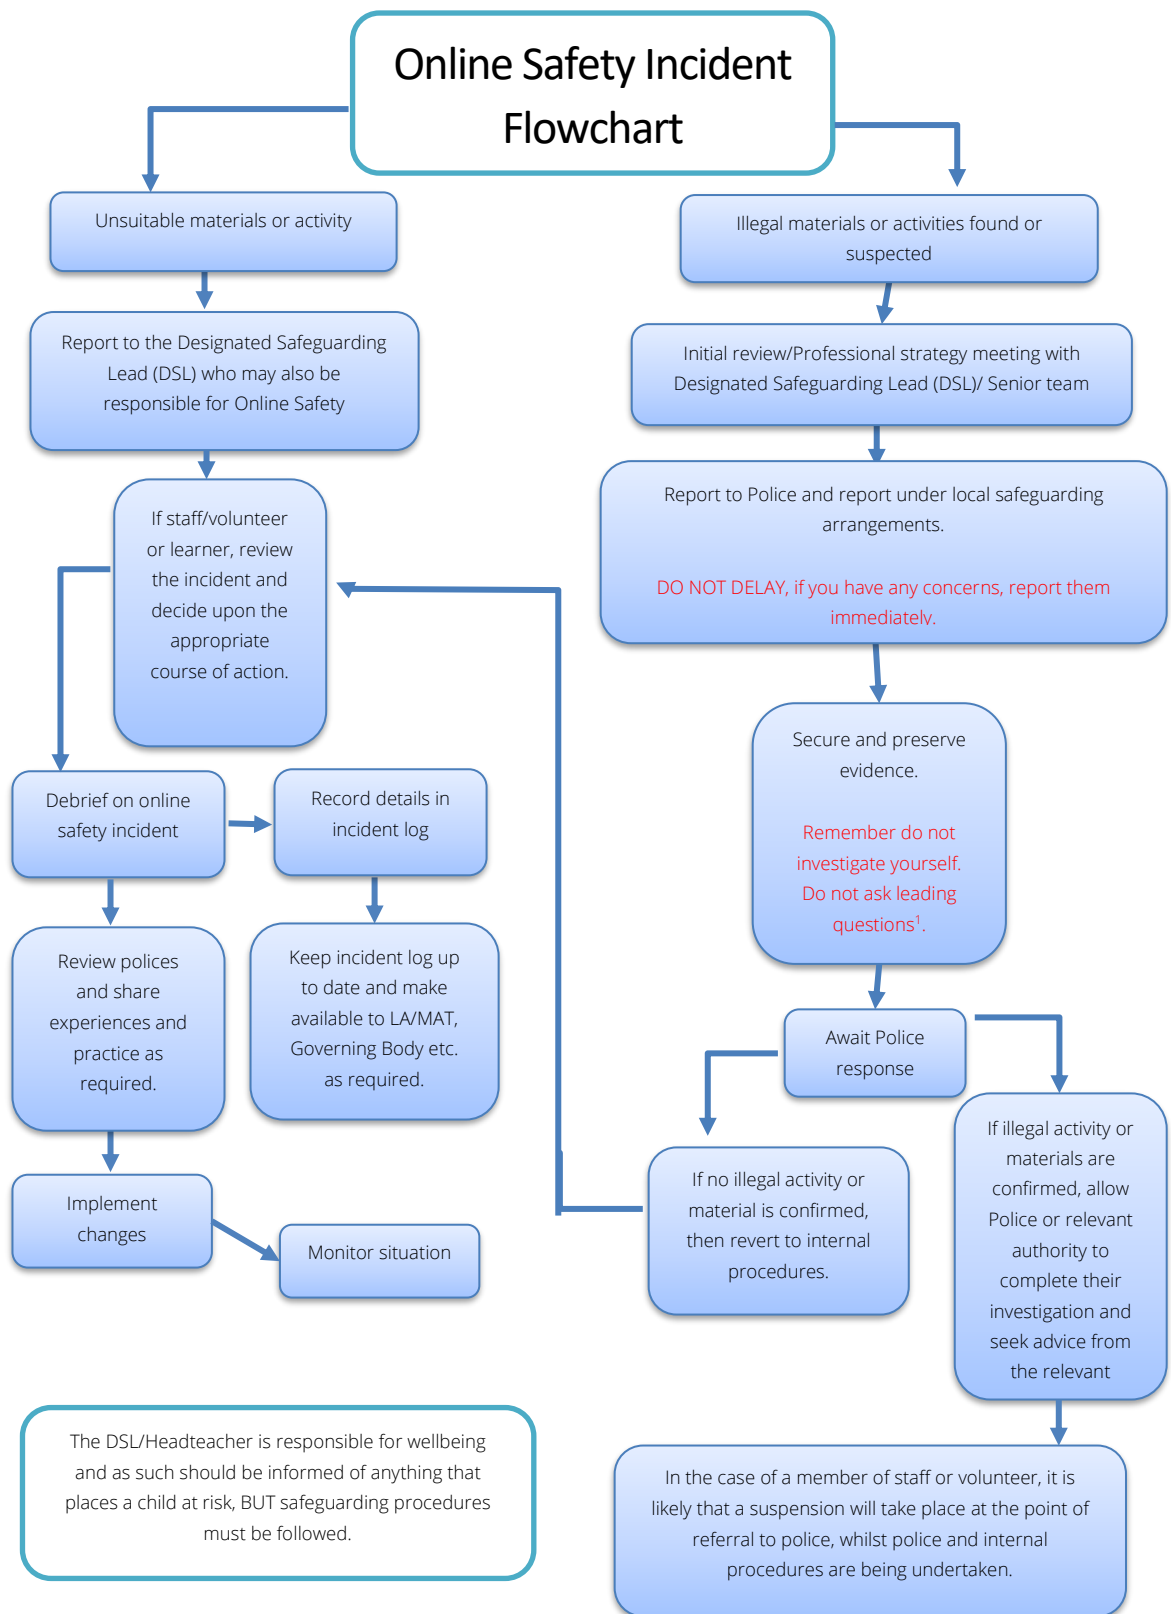 Online Safety Incident
Flowchart
Unsuitable materials or activity
Report to the Designated Safeguarding
Lead (DSL) who may also be
responsible for Online Safety
If staff/volunteer
or learner, review
the incident and
decide upon the
appropriate
course of action.
Debrief on online
safety incident
Record details in
incident log
Review polices
and share
experiences and
practice as
required.
Keep incident log up
to date and make
available to LA/MAT,
Governing Body etc.
as required.
Implement
changes
Monitor situation
Illegal materials or activities found or
suspected
Initial review/Professional strategy meeting with
Designated Safeguarding Lead (DSL)/ Senior team
Report to Police and report under local safeguarding
arrangements.
DO NOT DELAY, if you have any concerns, report them
immediately.
Secure and preserve
evidence.
Remember do not
investigate yourself.
Do not ask leading
questions¹.
Await Police
response
If no illegal activity or
material is confirmed,
then revert to internal
procedures.
If illegal activity or
materials are
confirmed, allow
Police or relevant
authority to
complete their
investigation and
seek advice from
the relevant
In the case of a member of staff or volunteer, it is
likely that a suspension will take place at the point of
referral to police, whilst police and internal
procedures are being undertaken.
The DSL/Headteacher is responsible for wellbeing
and as such should be informed of anything that
places a child at risk, BUT safeguarding procedures
must be followed.